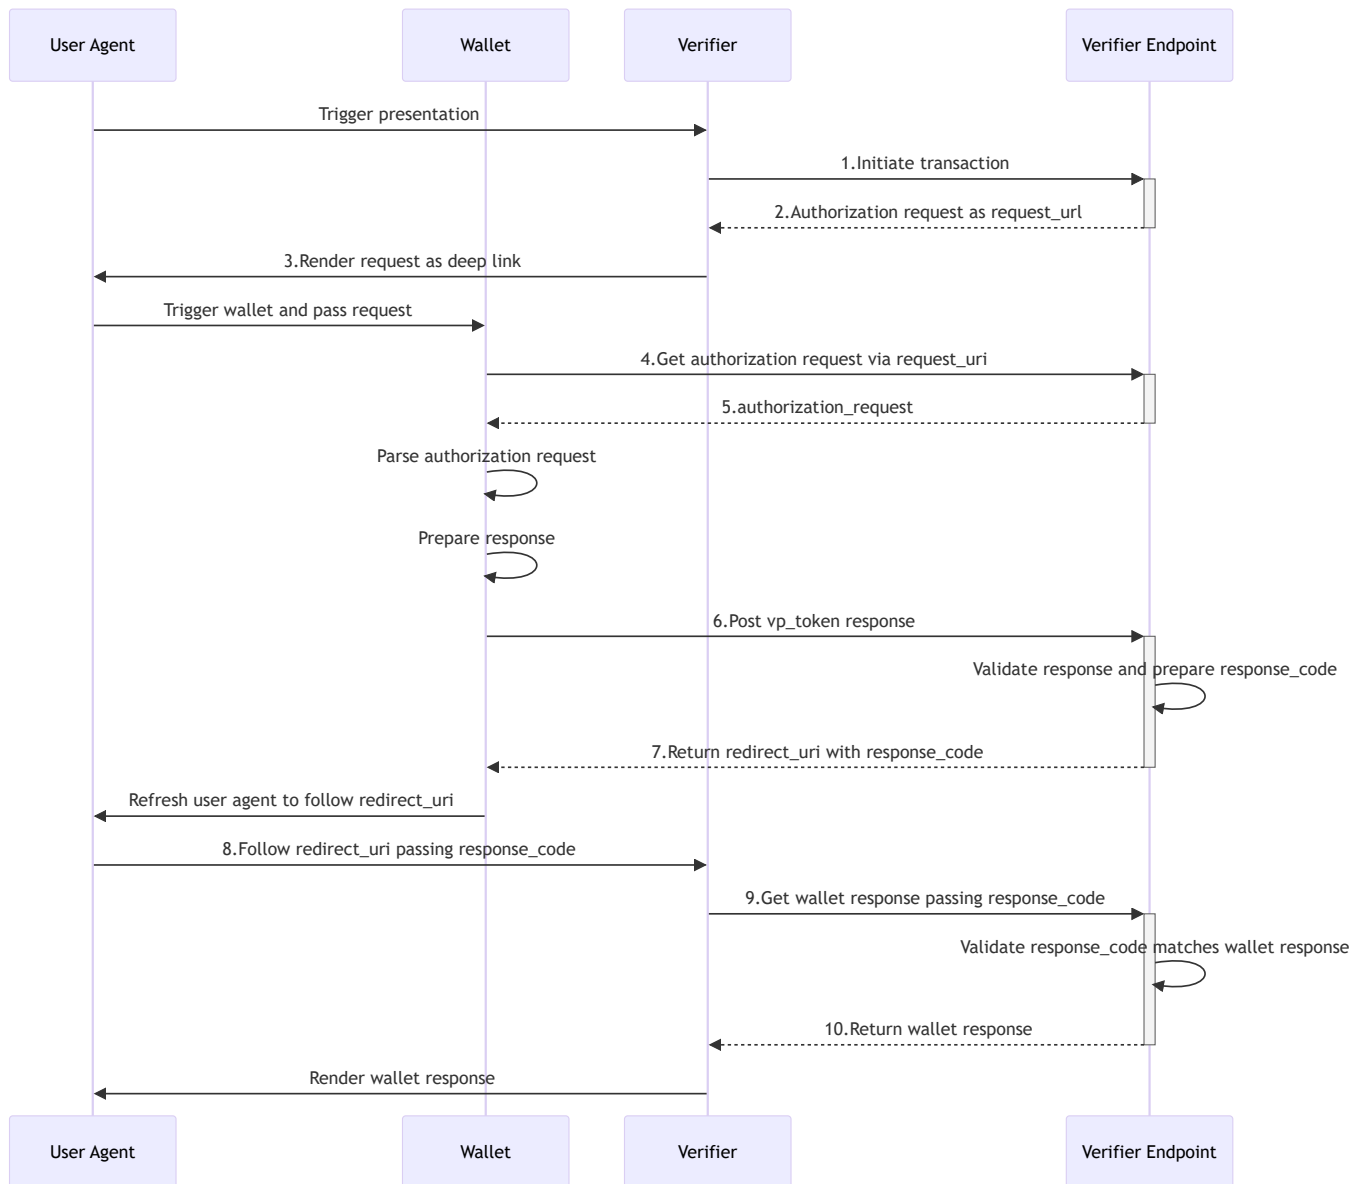 User Agent
Wallet
Verifier
Verifier Endpoint
Trigger presentation
1.Initiate transaction
2.Authorization request as request_url
3.Render request as deep link
Trigger wallet and pass request
4.Get authorization request via request_uri
5.authorization_request
Parse authorization request
Prepare response
6.Post vp_token response
Validate response and prepare response_code
7.Return redirect_uri with response_code
Refresh user agent to follow redirect_uri
8.Follow redirect_uri passing response_code
9.Get wallet response passing response_code
Validate response_code matches wallet response
10.Return wallet response
Render wallet response
User Agent
Wallet
Verifier
Verifier Endpoint